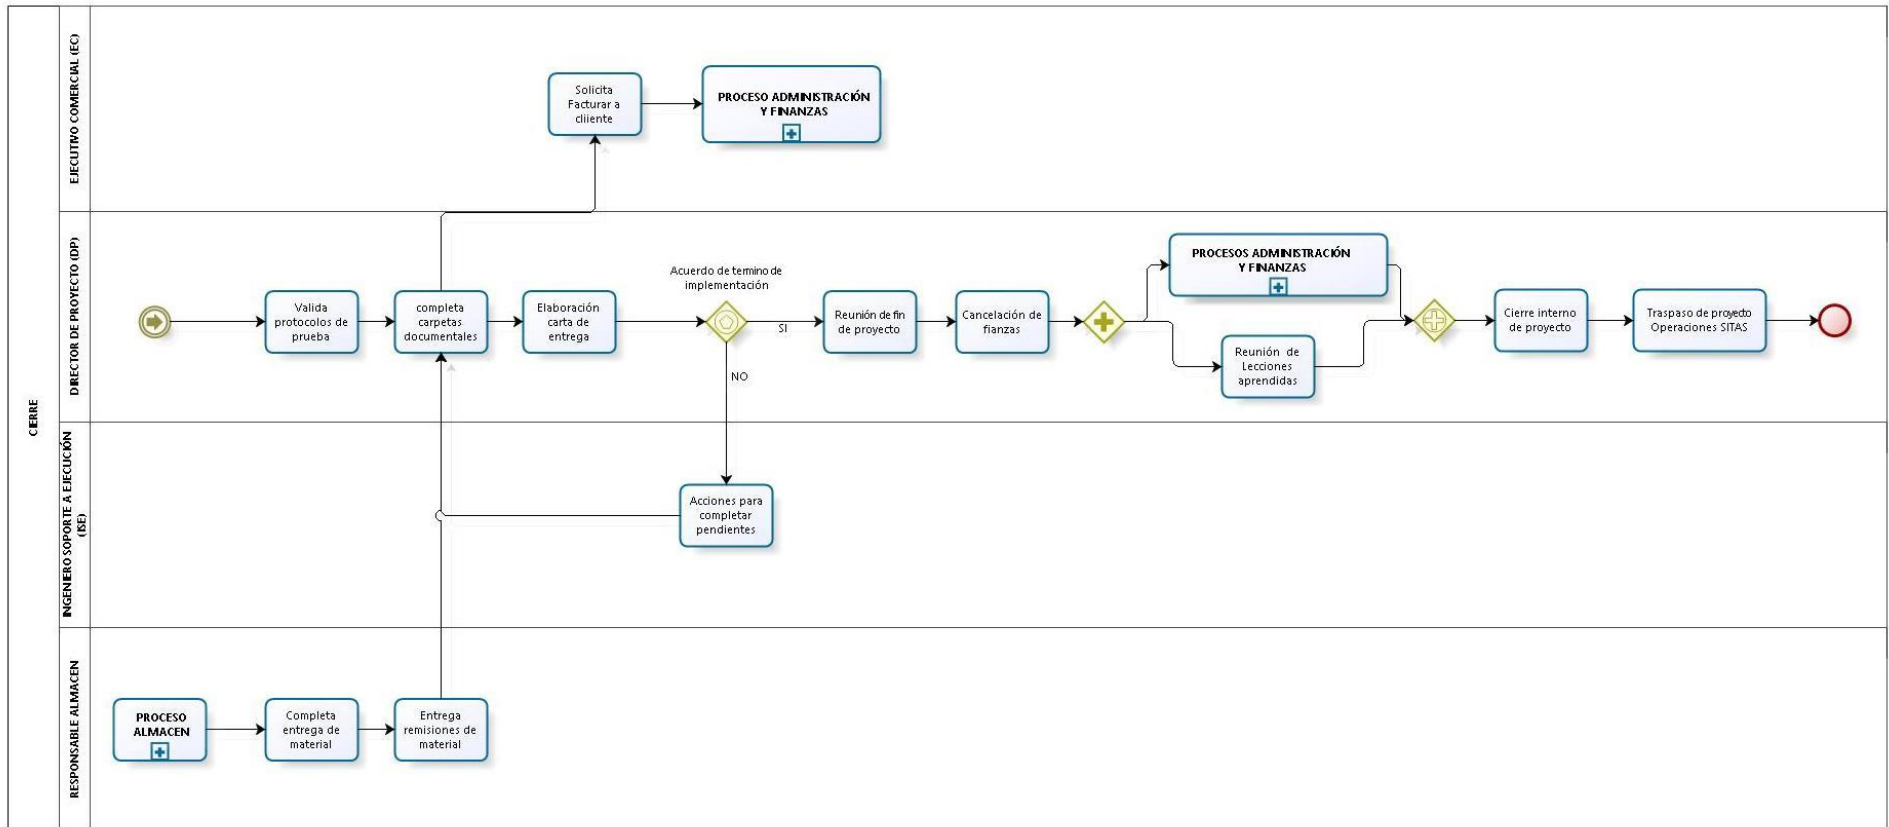 CIERRE
EJECUTIVO COMERCIAL (EC)
Solicita
Facturar a
cliiente
PROCESO ADMINISTRACIÓN
Y FINANZAS
DIRECTOR DE PROYECTO (DP)
Valida
protocolos de
prueba
completa
carpetas
documentales
Elaboración
carta de
entrega
Acuerdo de termino de
implementación
SI
NO
Reunión de fin
de proyecto
Cancelación de
fianzas
PROCESOS ADMINISTRACIÓN
Y FINANZAS
Reunión de
Lecciones
aprendidas
Cierre interno
de proyecto
Traspaso de proyecto
Operaciones SITAS
INGENIERO SOPORTE A EJECUCIÓN
(ISE)
Acciones para
completar
pendientes
RESPONSABLE ALMACEN
PROCESO
ALMACEN
Completa
entrega de
material
Entrega
remisiones de
material